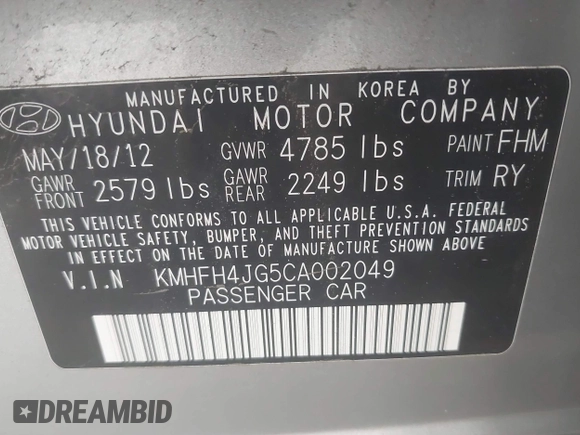 MANUFACTURED IN KOREA BY
HYUNDAI MOTOR COMPANY
MAY/18/12 GVWR 4785 lbs PAINT FHM
GAWR FRONT 2579 lbs GAWR REAR 2249 lbs TRIM RY
THIS VEHICLE CONFORMS TO ALL APPLICABLE U.S.A. FEDERAL
MOTOR VEHICLE SAFETY, BUMPER, AND THEFT PREVENTION STANDARDS
IN EFFECT ON THE DATE OF MANUFACTURE SHOWN ABOVE.
V.I.N KMHFH4JG5CA002049
PASSENGER CAR
DREAMBID